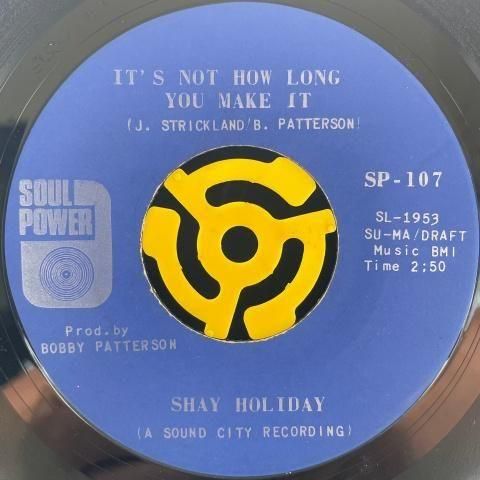 IT'S NOT HOW LONG
YOU MAKE IT
(J. STRICKLAND/B. PATTERSON)
SOUL
POWER
SP-107
SL-1953
SU-MA/DRAFT
Music BMI
Time 2;50
Prod.by
BOBBY PATTERSON
SHAY HOLIDAY
(A SOUND CITY RECORDING)